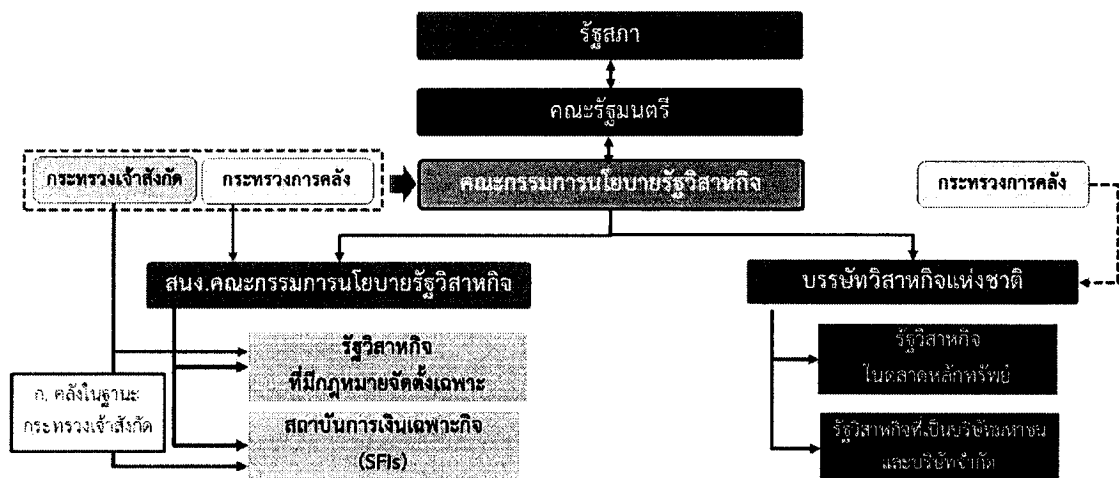 รัฐสภา
คณะรัฐมนตรี
กระทรวงเจ้าสังกัด
กระทรวงการคลัง
คณะกรรมการนโยบายรัฐวิสาหกิจ
กระทรวงการคลัง
สนง.คณะกรรมการนโยบายรัฐวิสาหกิจ
บรรษัทวิสาหกิจแห่งชาติ
รัฐวิสาหกิจ
ที่มีกฎหมายจัดตั้งเฉพาะ
รัฐวิสาหกิจ
ในตลาดหลักทรัพย์
ก. คลังในฐานะ
กระทรวงเจ้าสังกัด
สถาบันการเงินเฉพาะกิจ
(SFIs)
รัฐวิสาหกิจที่เป็นบริษัทมหาชน
และบริษัทจำกัด